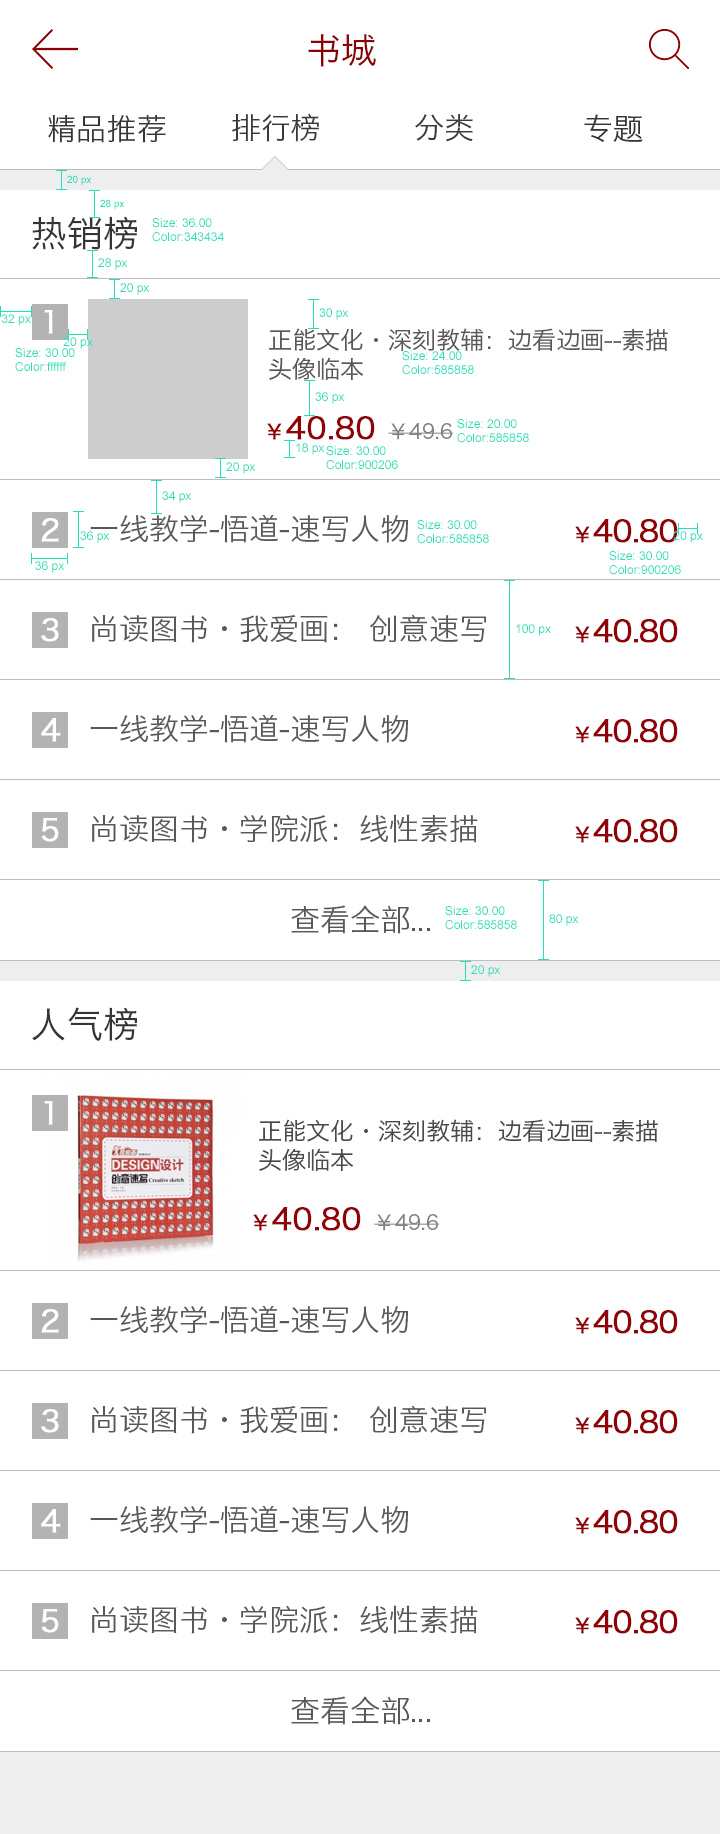 书城
精品推荐 排行榜 分类 专题
20 px
28 px
热销榜
Size: 36.00
Color:343434
28 px
20 px
32 px
1
20 px
Size: 30.00
Color:ffffff
30 px
正能文化·深刻教辅：边看边画--素描
头像临本
Size: 24.00
Color:585858
36 px
¥40.80 ¥49.6
Size: 20.00
Color:585858
18 px
Size: 30.00
Color:900206
20 px
34 px
2 一线教学-悟道-速写人物 ¥40.80
36 px
36 px
Size: 30.00
Color:585858
20 px
Size: 30.00
Color:900206
3 尚读图书·我爱画： 创意速写 ¥40.80
100 px
4 一线教学-悟道-速写人物 ¥40.80
5 尚读图书·学院派：线性素描 ¥40.80
查看全部...
Size: 30.00
Color:585858
80 px
20 px
人气榜
1
DESIGN设计
创意速写 Creative sketch
正能文化·深刻教辅：边看边画--素描
头像临本
¥40.80 ¥49.6
2 一线教学-悟道-速写人物 ¥40.80
3 尚读图书·我爱画： 创意速写 ¥40.80
4 一线教学-悟道-速写人物 ¥40.80
5 尚读图书·学院派：线性素描 ¥40.80
查看全部...